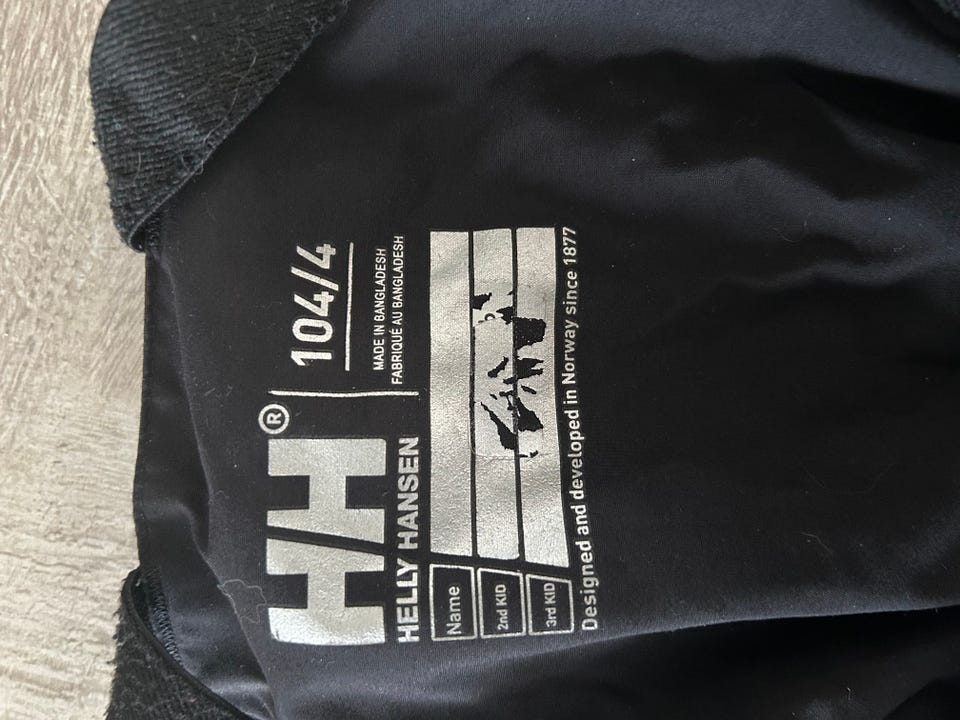 HH®
HELLY HANSEN
104/4
MADE IN BANGLADESH
FABRIQUÉ AU BANGLADESH
Name
2nd KID
3rd KID
Designed and developed in Norway since 1877